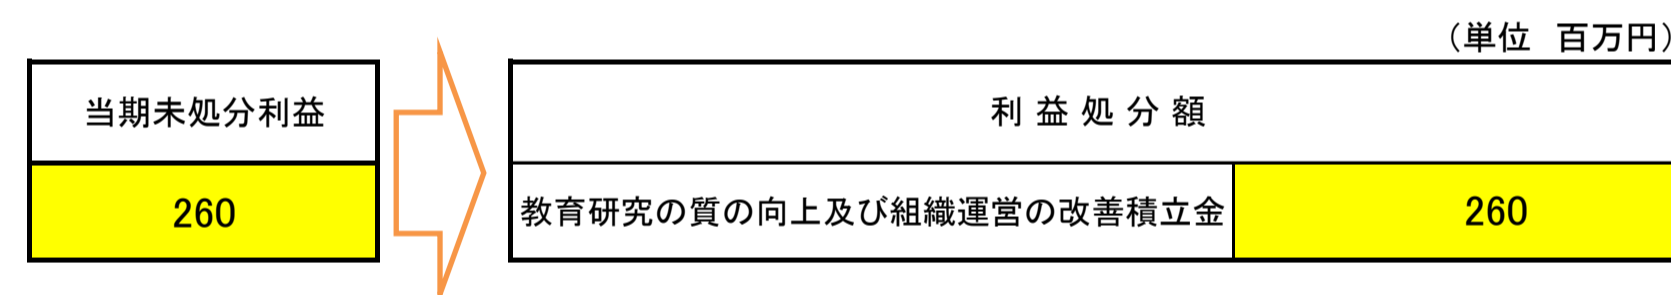 （単位　百万円）
当期未処分利益
利益処分額
260
教育研究の質の向上及び組織運営の改善積立金
260